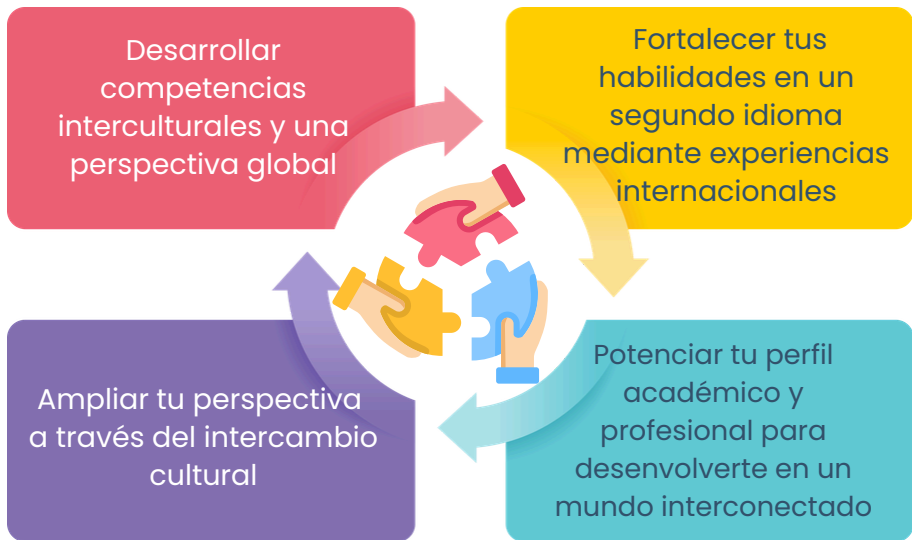 Desarrollar
competencias
interculturales y una
perspectiva global
Fortalecer tus
habilidades en un
segundo idioma
mediante experiencias
internacionales
Ampliar tu perspectiva
a través del intercambio
cultural
Potenciar tu perfil
académico y
profesional para
desenvolverte en un
mundo interconectado